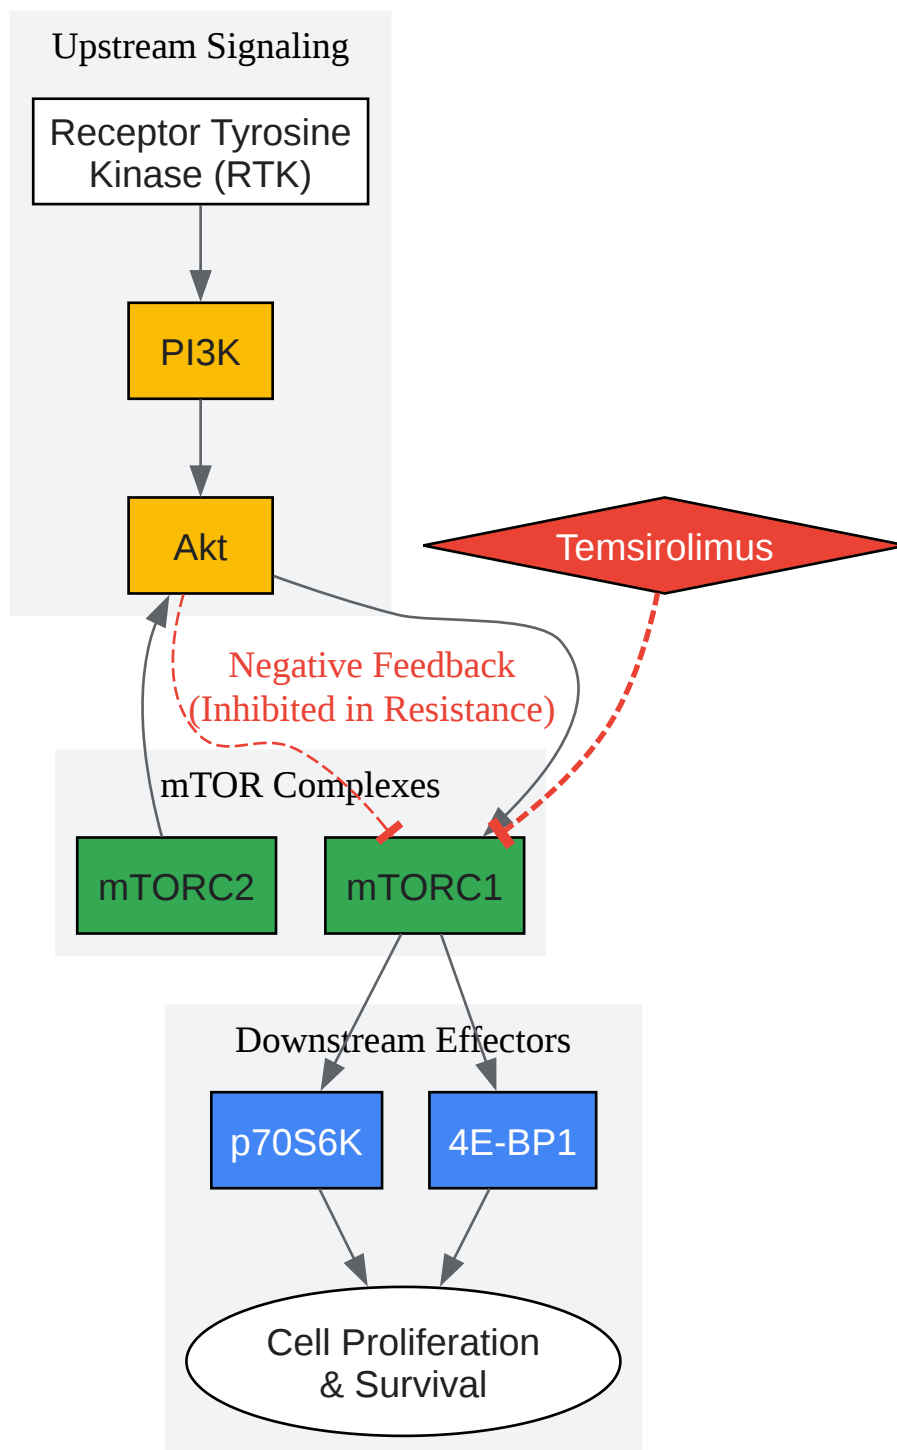 Upstream Signaling
Receptor Tyrosine
Kinase (RTK)
PI3K
Akt
Temsirolimus
Negative Feedback
(Inhibited in Resistance)
mTOR Complexes
mTORC2
mTORC1
Downstream Effectors
p70S6K
4E-BP1
Cell Proliferation
& Survival